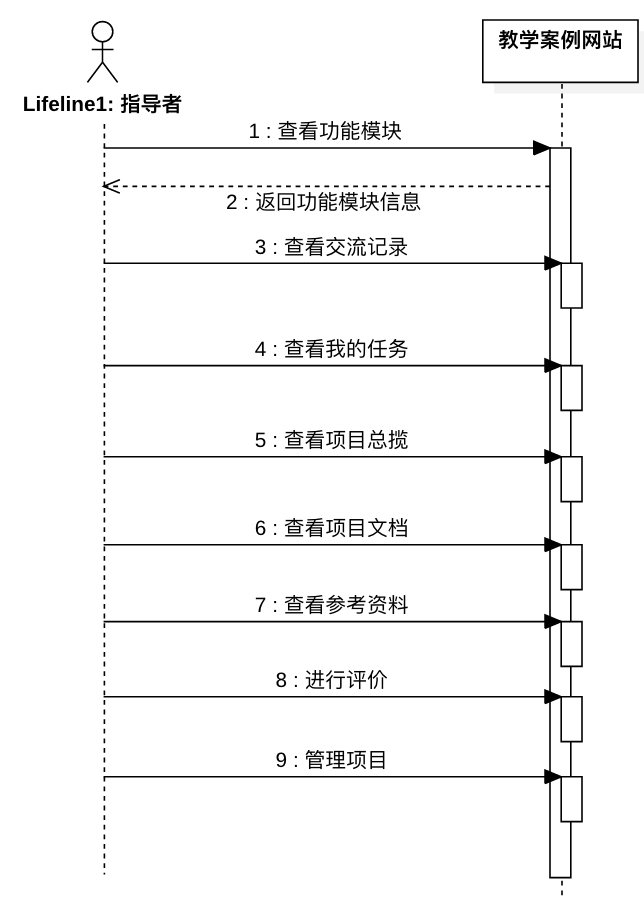 教学案例网站
Lifeline1: 指导者
1 : 查看功能模块
2 : 返回功能模块信息
3 : 查看交流记录
4 : 查看我的任务
5 : 查看项目总揽
6 : 查看项目文档
7 : 查看参考资料
8 : 进行评价
9 : 管理项目